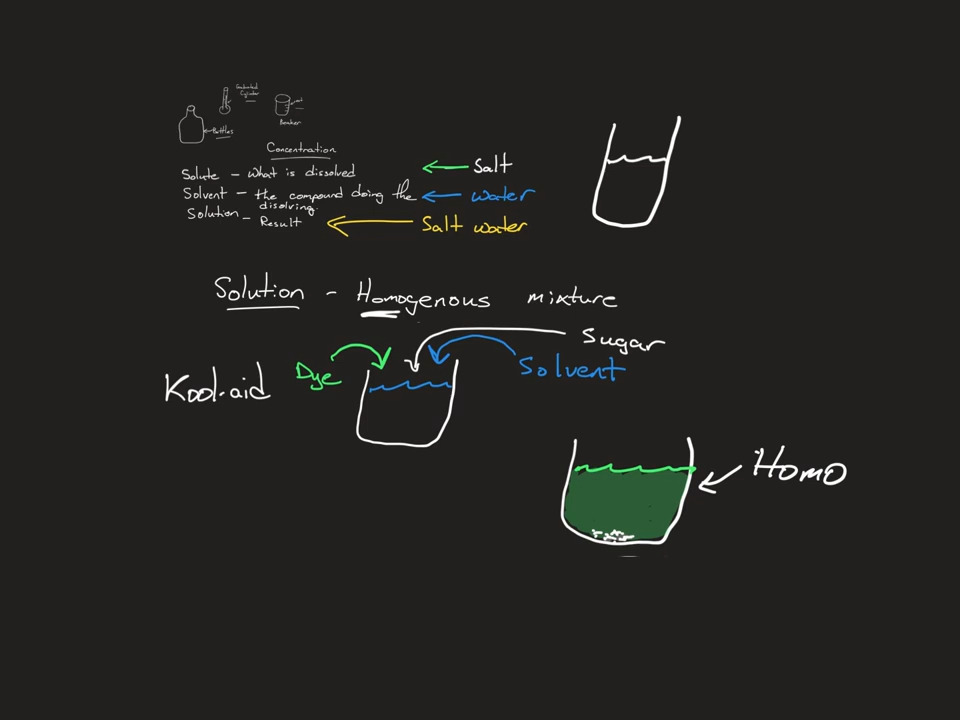 Graduated
Cylinder
Bottles
Beaker
Concentration
Solute - What is dissolved
Salt
Solvent - the compound doing the
disolving.
water
Solution - Result
Salt water
Solution - Homogenous mixture
Sugar
Dye
Solvent
Kool-aid
Homo